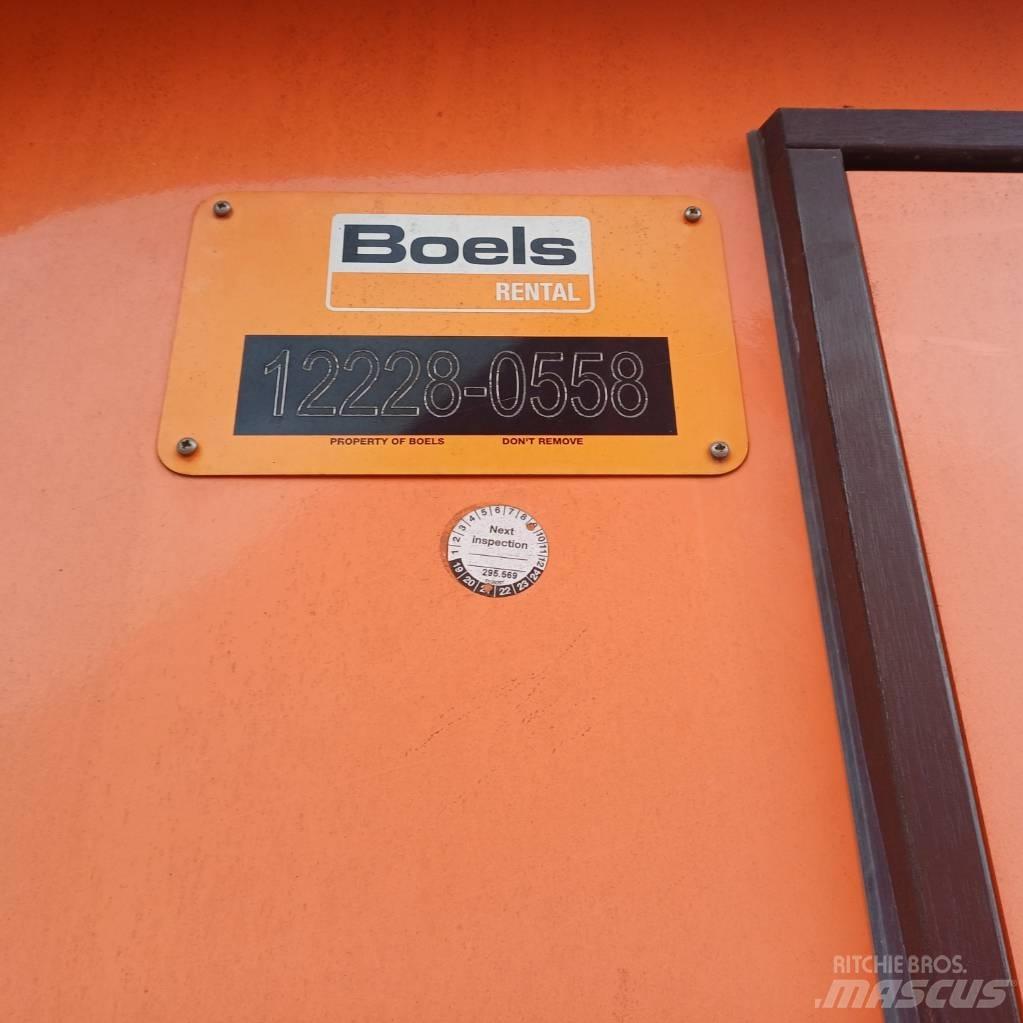 Boels
RENTAL
12228-0558
PROPERTY OF BOELS DON'T REMOVE
1 2 3 4 5 6 7 8 9 10 11 12
Next
inspection
295.569
19 20 22 23 24
RITCHIE BROS.
MASCUS